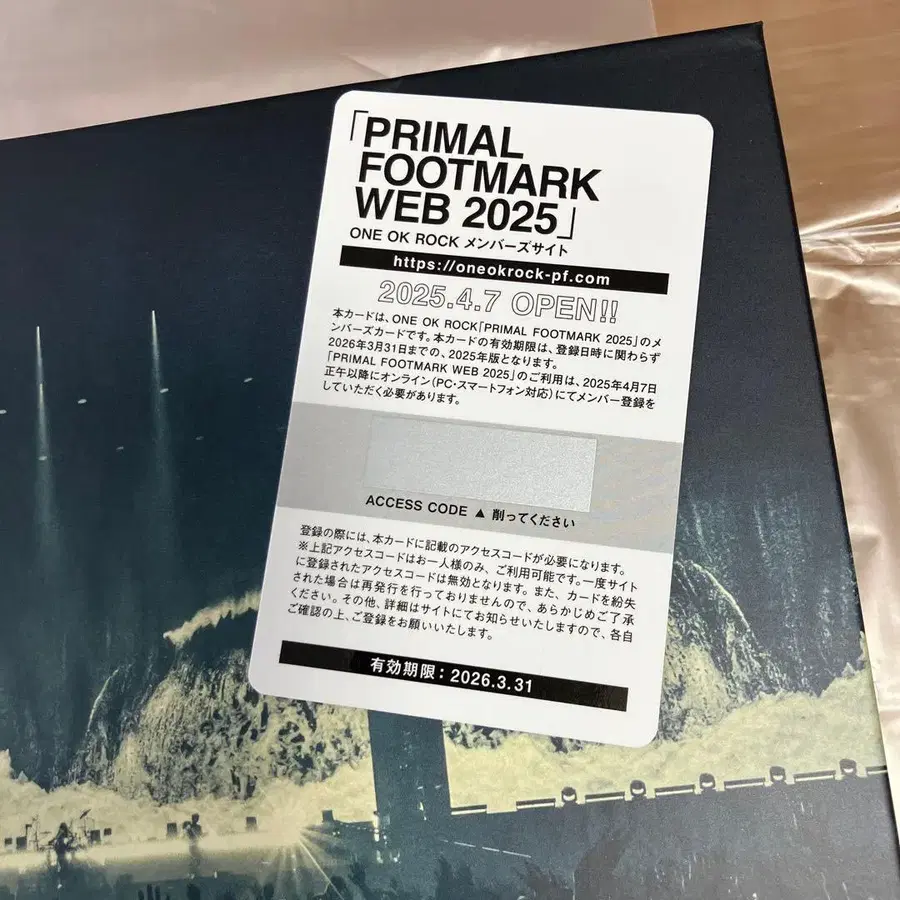 「PRIMAL
FOOTMARK
WEB 2025」
ONE OK ROCK メンバーズサイト
https://oneokrock-pf.com
2025.4.7 OPEN!!
本カードは、ONE OK ROCK「PRIMAL FOOTMARK 2025」のメ
ンバーズカードです。本カードの有効期限は、登録日時に関わらず
2026年3月31日までの、2025年版となります。
「PRIMAL FOOTMARK WEB 2025」のご利用は、2025年4月7日
正午以降にオンライン(PC・スマートフォン対応)にてメンバー登録を
していただく必要があります。
ACCESS CODE ▲ 削ってください
登録の際には、本カードに記載のアクセスコードが必要になります。
※上記アクセスコードはお一人様のみ、ご利用可能です。一度サイト
に登録されたアクセスコードは無効となります。また、カードを紛失
された場合は再発行を行っておりませんので、あらかじめご了承
ください。その他、詳細はサイトにてお知らせいたしますので、各自
ご確認の上、ご登録をお願いいたします。
有効期限：2026.3.31